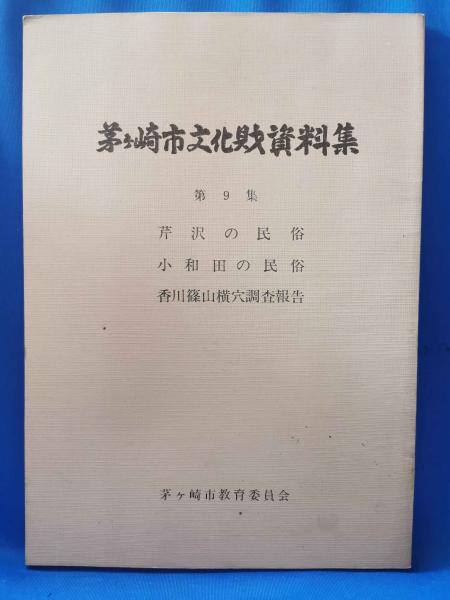 茅ヶ崎市文化財資料集
第9集
芹沢の民俗
小和田の民俗
香川篠山横穴調査報告
茅ヶ崎市教育委員会